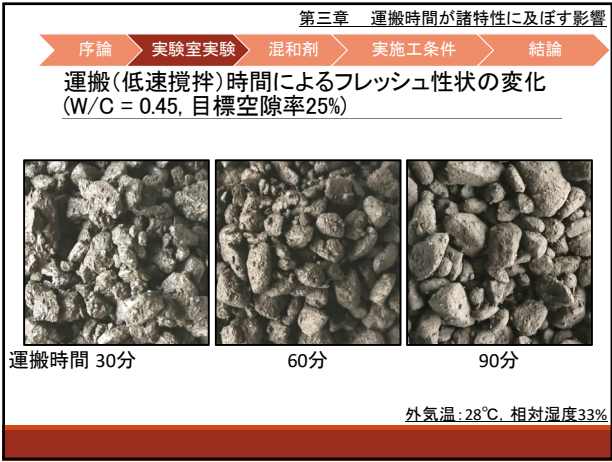 第三章 運搬時間が諸特性に及ぼす影響
序論 実験室実験 混和剤 実施工条件 結論
運搬(低速撹拌)時間によるフレッシュ性状の変化
(W/C = 0.45, 目標空隙率25%)
運搬時間 30分 60分 90分
外気温:28℃, 相対湿度33%